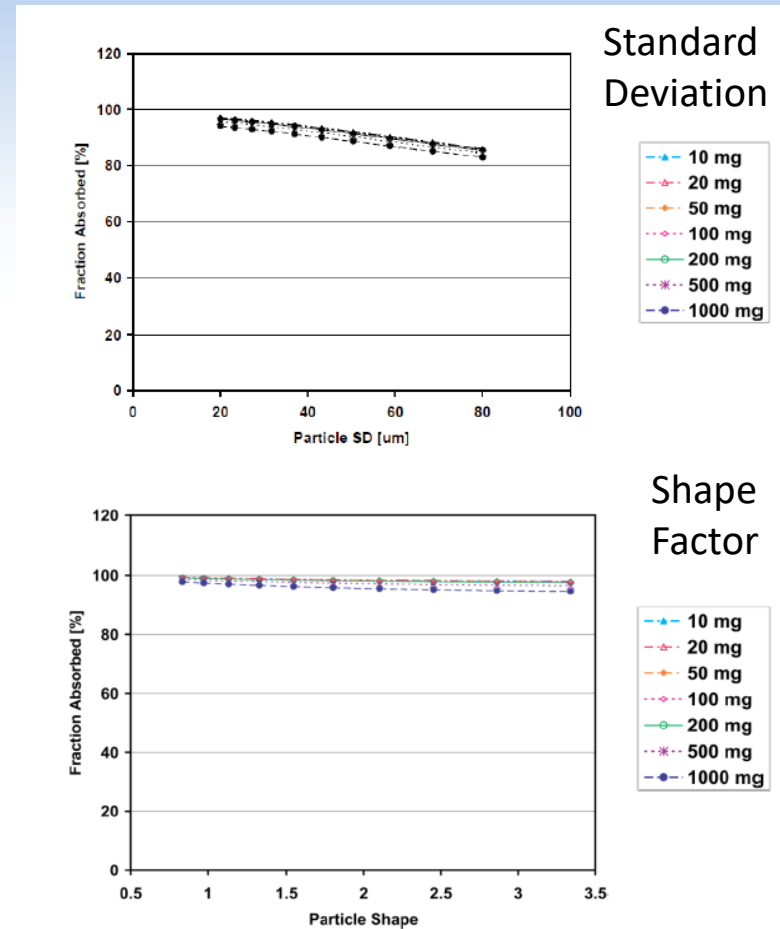 Standard
Deviation
120
100
80
60
40
20
0
Fraction Absorbed [%]
0 20 40 60 80 100
Particle SD [um]
10 mg
20 mg
50 mg
100 mg
200 mg
500 mg
1000 mg
Shape
Factor
120
100
80
60
40
20
0
Fraction Absorbed [%]
0.5 1 1.5 2 2.5 3 3.5
Particle Shape
10 mg
20 mg
50 mg
100 mg
200 mg
500 mg
1000 mg